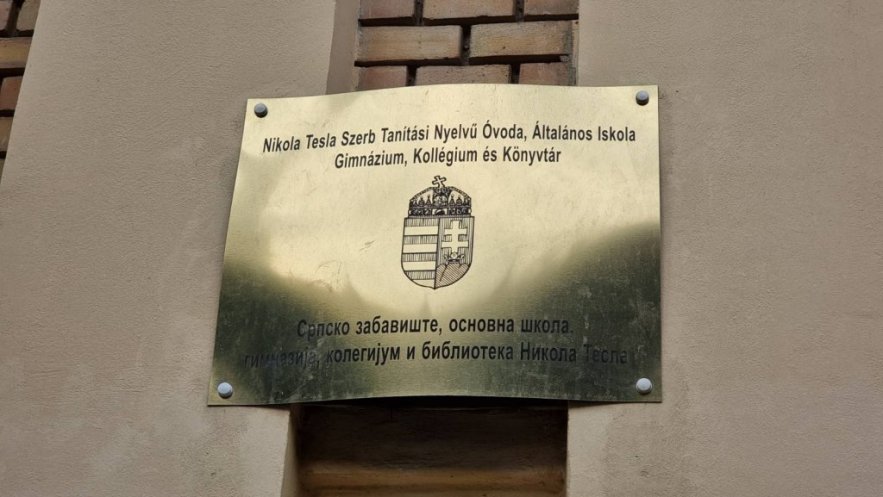 Nikola Tesla Szerb Tanítási Nyelvű Óvoda, Általános Iskola
Gimnázium, Kollégium és Könyvtár
Српско забавиште, основна школа.
гимназија, колегијум и библиотека Никола Тесла